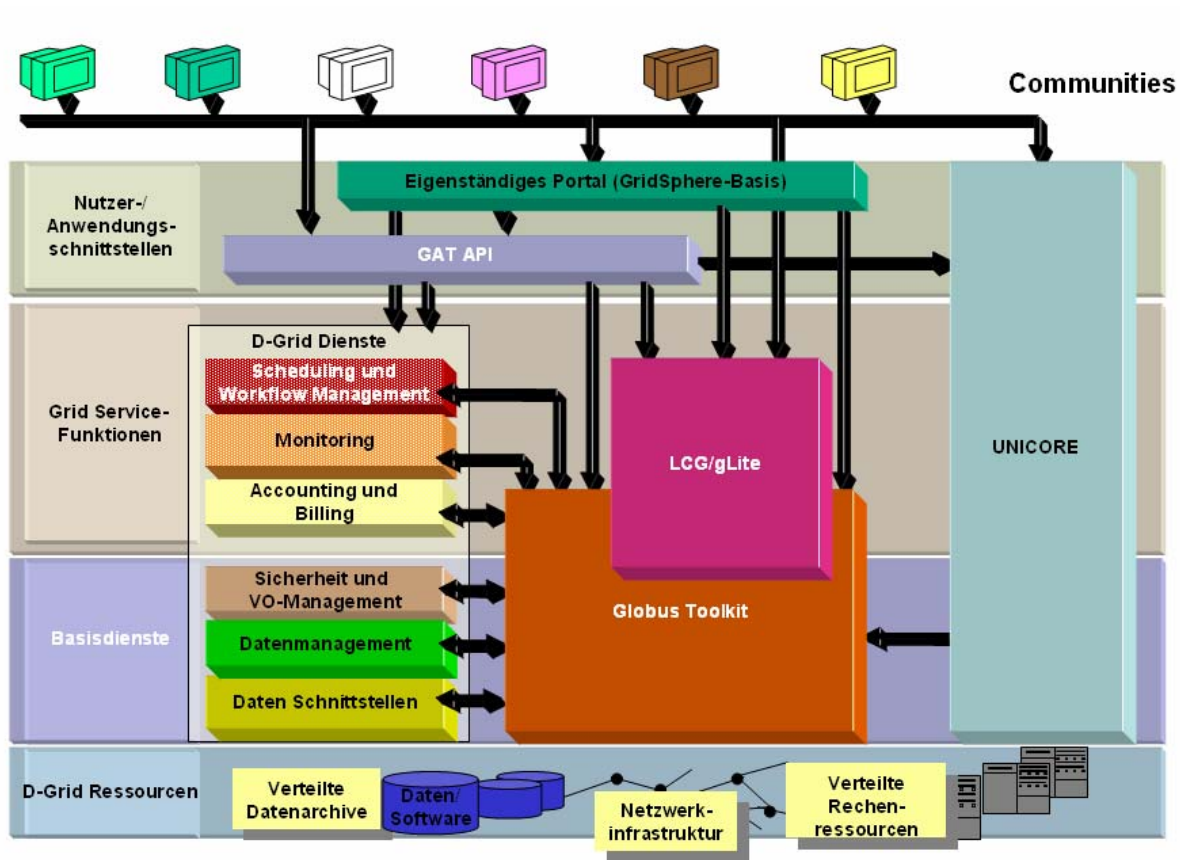 Communities
Eigenständiges Portal (GridSphere-Basis)
Nutzer-/
Anwendungs-
schnittstellen
GAT API
D-Grid Dienste
Scheduling und
Workflow Management
Monitoring
Accounting und
Billing
Grid Service-
Funktionen
LCG/gLite
UNICORE
Sicherheit und
VO-Management
Datenmanagement
Daten Schnittstellen
Basisdienste
Globus Toolkit
D-Grid Ressourcen
Verteilte
Datenarchive
Daten/
Software
Netzwerk-
infrastruktur
Verteilte
Rechen-
ressourcen